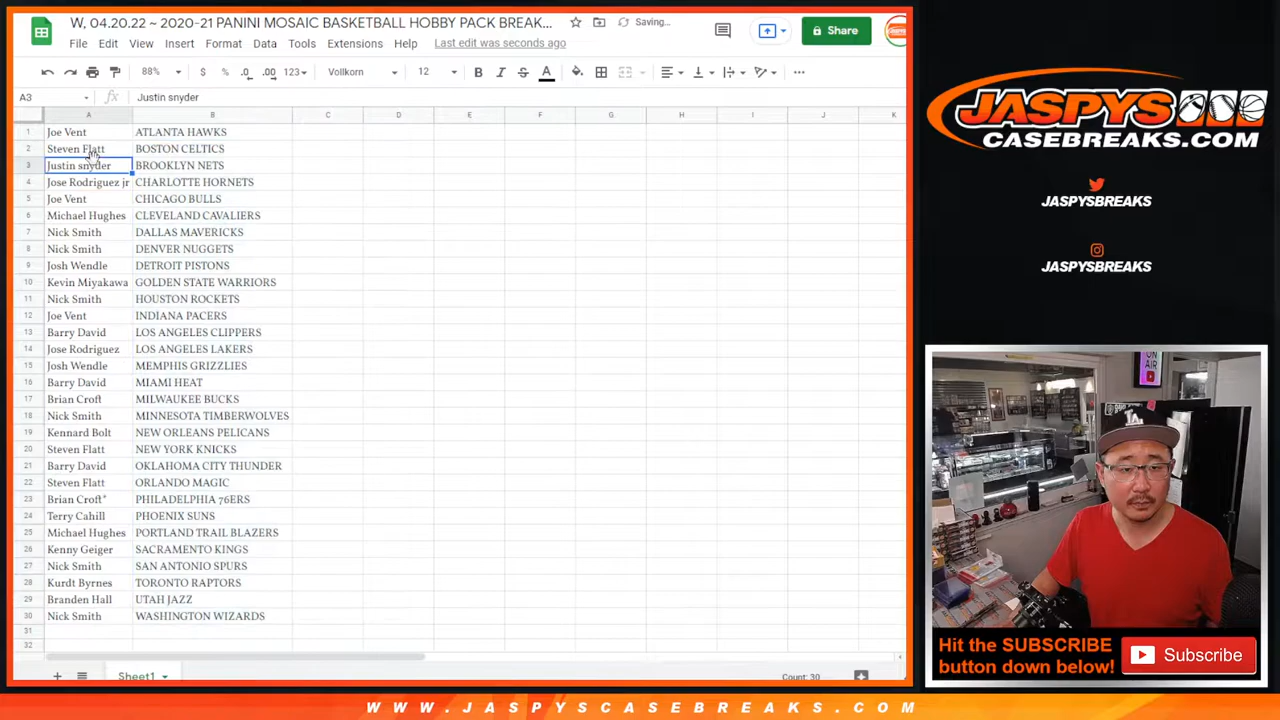 W, 04.20.22 ~ 2020-21 PANINI MOSAIC BASKETBALL HOBBY PACK BREAK... Saving...
File Edit View Insert Format Data Tools Extensions Help Last edit was seconds ago
Share
88% $ % .0 .00 123 Vollkorn 12 B I S A
A3 fx Justin snyder
A B C D E F G H I J K
1 Joe Vent ATLANTA HAWKS
2 Steven Flatt BOSTON CELTICS
3 Justin snyder BROOKLYN NETS
4 Jose Rodriguez jr CHARLOTTE HORNETS
5 Joe Vent CHICAGO BULLS
6 Michael Hughes CLEVELAND CAVALIERS
7 Nick Smith DALLAS MAVERICKS
8 Nick Smith DENVER NUGGETS
9 Josh Wendle DETROIT PISTONS
10 Kevin Miyakawa GOLDEN STATE WARRIORS
11 Nick Smith HOUSTON ROCKETS
12 Joe Vent INDIANA PACERS
13 Barry David LOS ANGELES CLIPPERS
14 Jose Rodriguez LOS ANGELES LAKERS
15 Josh Wendle MEMPHIS GRIZZLIES
16 Barry David MIAMI HEAT
17 Brian Croft MILWAUKEE BUCKS
18 Nick Smith MINNESOTA TIMBERWOLVES
19 Kennard Bolt NEW ORLEANS PELICANS
20 Steven Flatt NEW YORK KNICKS
21 Barry David OKLAHOMA CITY THUNDER
22 Steven Flatt ORLANDO MAGIC
23 Brian Croft* PHILADELPHIA 76ERS
24 Terry Cahill PHOENIX SUNS
25 Michael Hughes PORTLAND TRAIL BLAZERS
26 Kenny Geiger SACRAMENTO KINGS
27 Nick Smith SAN ANTONIO SPURS
28 Kurdt Byrnes TORONTO RAPTORS
29 Branden Hall UTAH JAZZ
30 Nick Smith WASHINGTON WIZARDS
31
32
Sheet1 Count: 30
JASPYS
CASEBREAKS.COM
JASPYSBREAKS
JASPYSBREAKS
ON
AIR
LA
Hit the SUBSCRIBE
button down below!
Subscribe
WWW.JASPYSCASEBREAKS.COM